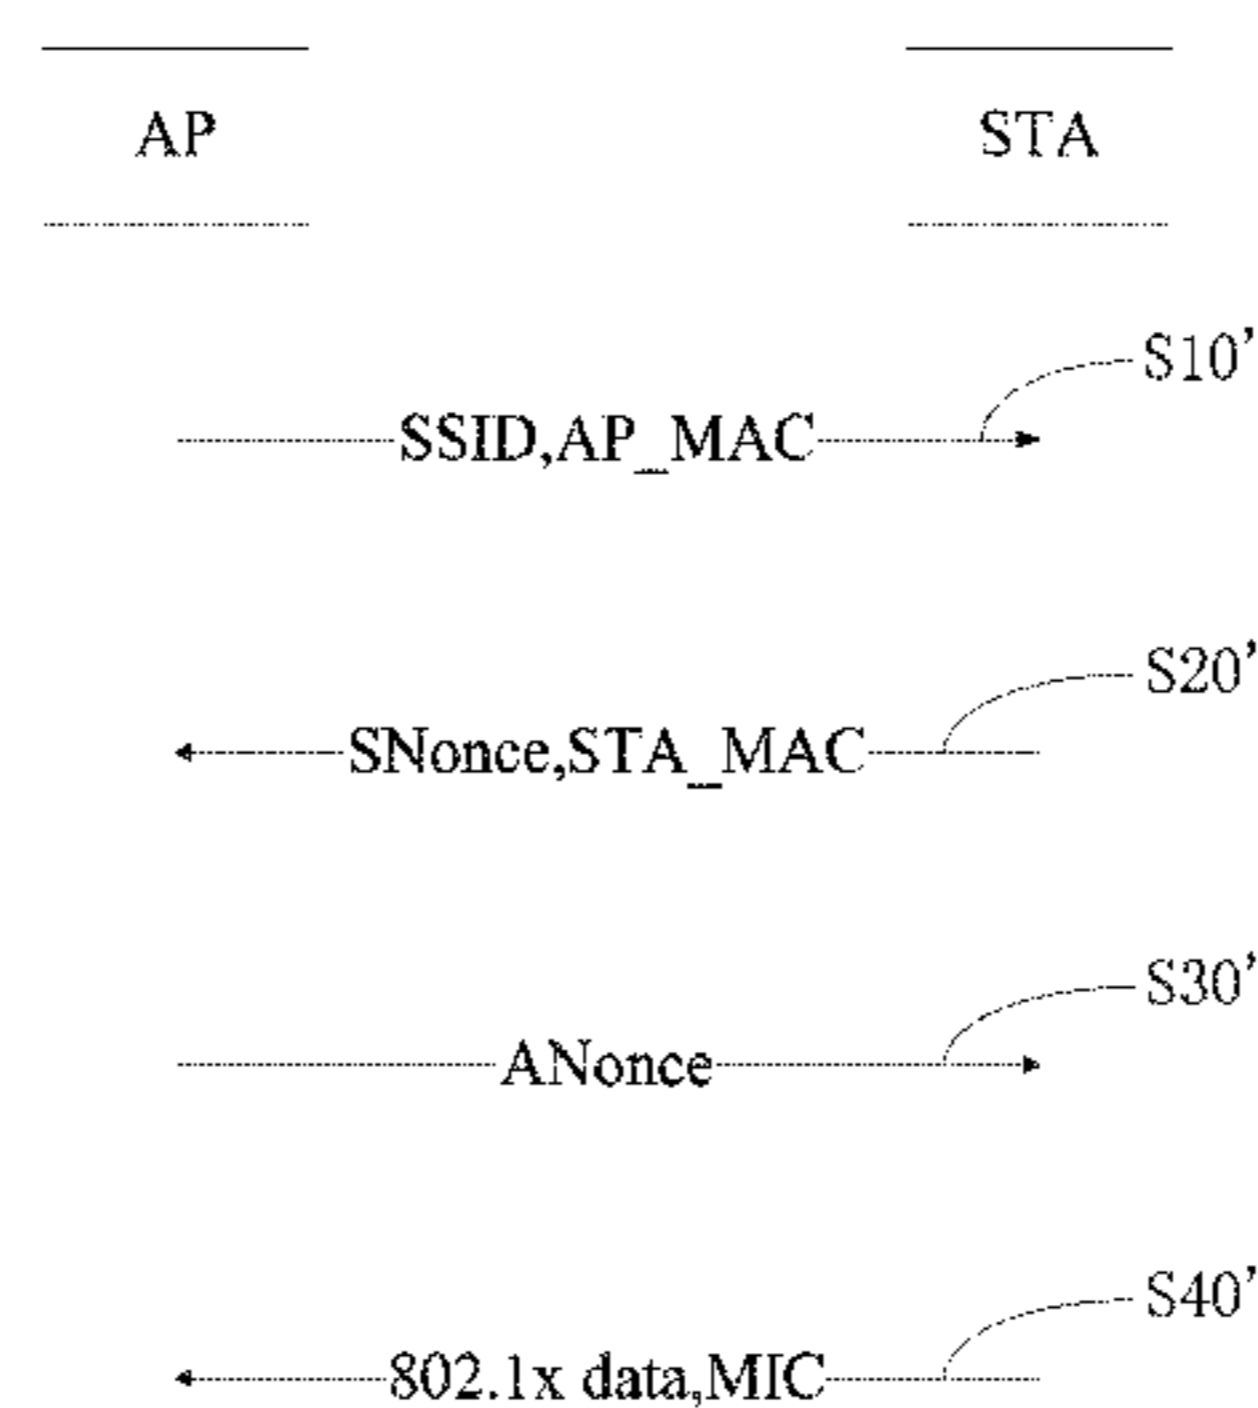 AP STA
S10'
SSID,AP_MAC
S20'
SNonce,STA_MAC
S30'
ANonce
S40'
802.1x data,MIC